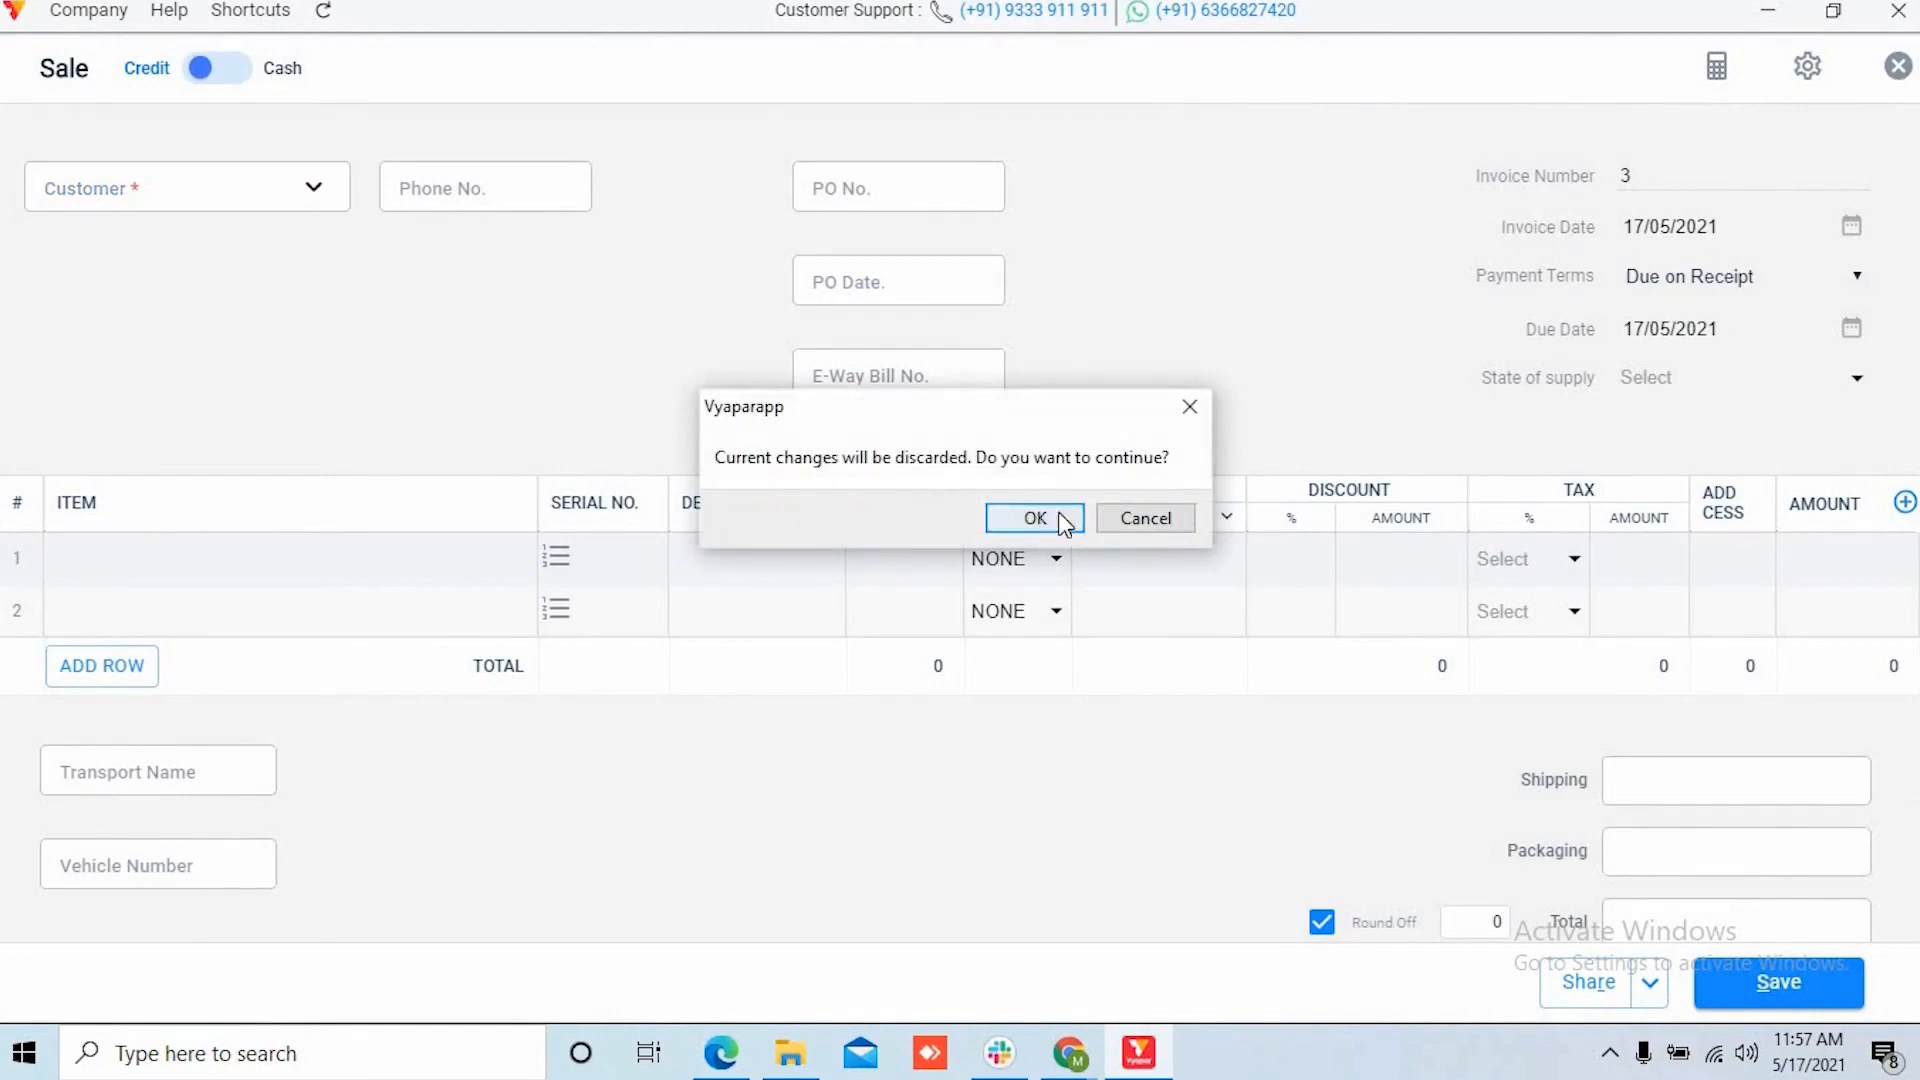 Company Help Shortcuts
Customer Support : (+91) 9333 911 911 (+91) 6366827420
Sale Credit Cash
Customer *
Phone No.
PO No.
PO Date.
E-Way Bill No.
Invoice Number 3
Invoice Date 17/05/2021
Payment Terms Due on Receipt
Due Date 17/05/2021
State of supply Select
Vyaparapp
Current changes will be discarded. Do you want to continue?
OK Cancel
# ITEM SERIAL NO. DE DISCOUNT TAX ADD CESS AMOUNT
% AMOUNT % AMOUNT
1 NONE Select
2 NONE Select
ADD ROW TOTAL 0 0 0 0 0
Transport Name
Vehicle Number
Shipping
Packaging
Round Off 0 Total
Activate Windows
Go to Settings to activate Windows.
Share Save
Type here to search
M
Vyapar
11:57 AM
5/17/2021
8